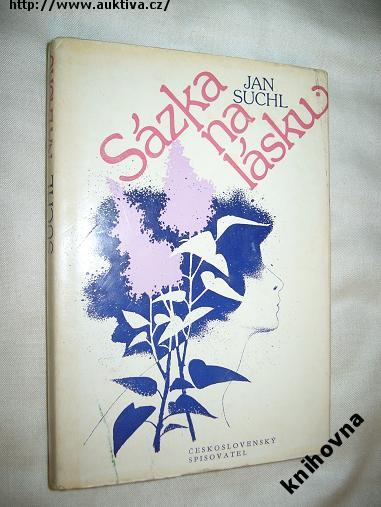 http://www.auktiva.cz/
JAN
SUCHL
Sázka
na
lásku
ČESKOSLOVENSKÝ
SPISOVATEL
SUCHL
knihovna